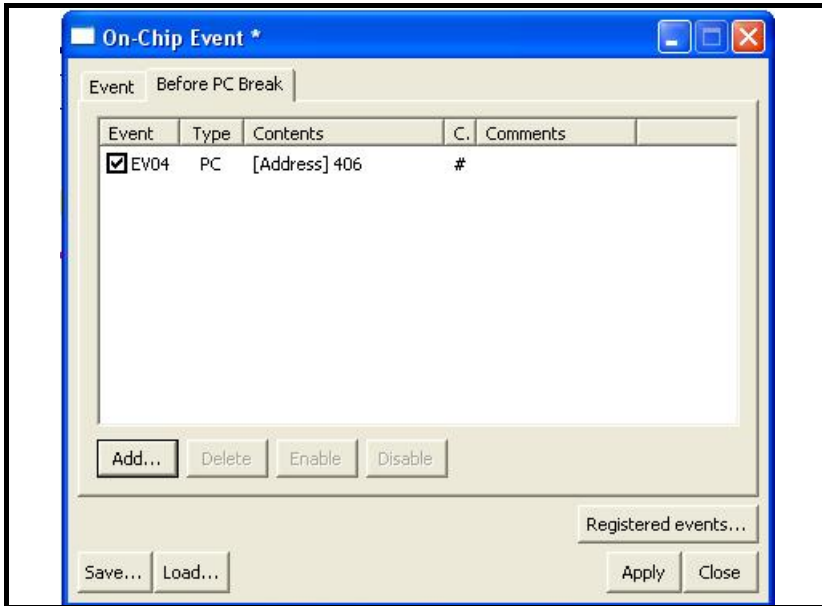 On-Chip Event *
Event Before PC Break
Event Type Contents C. Comments
EV04 PC [Address] 406 #
Add... Delete Enable Disable
Registered events...
Save... Load... Apply Close